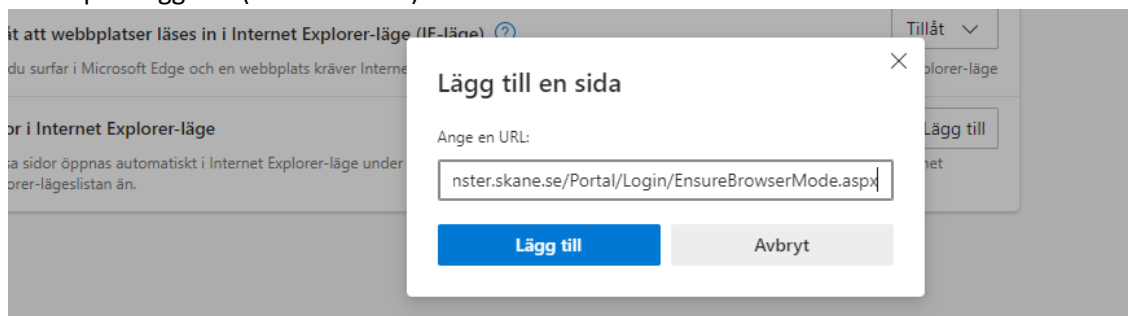 åt att webbplatser läses in i Internet Explorer-läge (IE-läge) ?
Tillåt
du surfar i Microsoft Edge och en webbplats kräver Interne
plorer-läge
Lägg till en sida
Ange en URL:
or i Internet Explorer-läge
Lägg till
sa sidor öppnas automatiskt i Internet Explorer-läge under
net
orer-lägeslistan än.
nster.skane.se/Portal/Login/EnsureBrowserMode.aspx
Lägg till
Avbryt